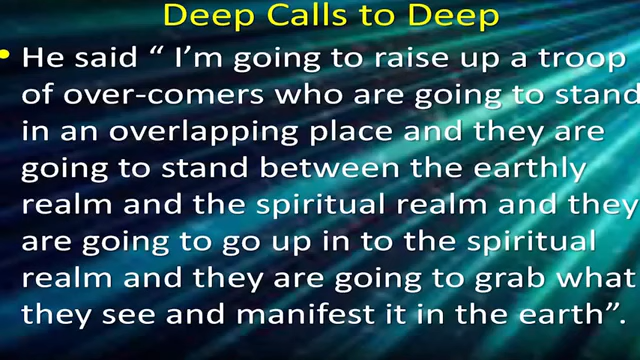 Deep Calls to Deep
• He said “ I’m going to raise up a troop
of over-comers who are going to stand
in an overlapping place and they are
going to stand between the earthly
realm and the spiritual realm and they
are going to go up in to the spiritual
realm and they are going to grab what
they see and manifest it in the earth”.